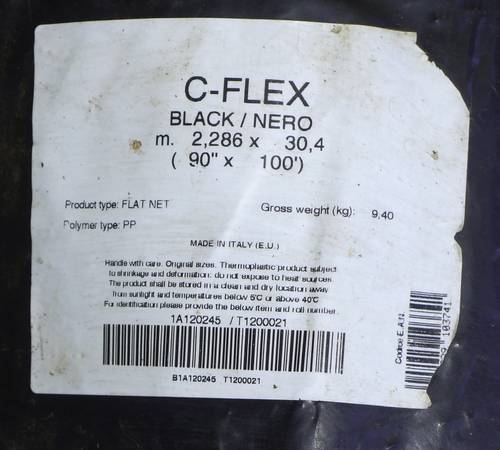 C-FLEX
BLACK / NERO
m. 2,286 x 30,4
( 90" x 100')
Product type: FLAT NET Gross weight (kg): 9,40
Polymer type: PP
MADE IN ITALY (E.U.)
Handle with care. Original sizes. Thermoplastic product subject
to shrinkage and deformation: do not expose to heat sources.
The product shall be stored in a clean and dry location away
from sunlight and temperatures below 5°C or above 40°C
For identification please provide the below item and roll number.
1A120245 / T1200021
B1A120245 T1200021
Codice E.A.N.
103741